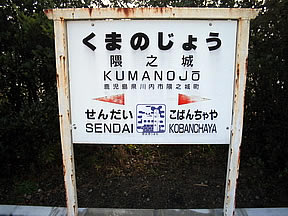 くまのじょう
隈之城
KUMANOJŌ
鹿児島県川内市隈之城町
せんだい こばんちゃや
SENDAI KOBANCHAYA